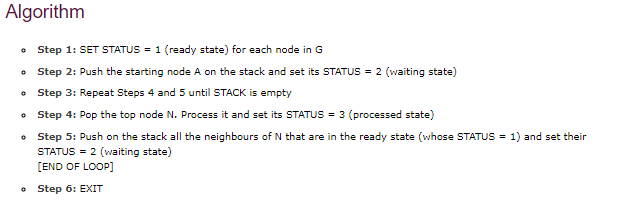 Algorithm
Step 1: SET STATUS = 1 (ready state) for each node in G
Step 2: Push the starting node A on the stack and set its STATUS = 2 (waiting state)
Step 3: Repeat Steps 4 and 5 until STACK is empty
Step 4: Pop the top node N. Process it and set its STATUS = 3 (processed state)
Step 5: Push on the stack all the neighbours of N that are in the ready state (whose STATUS = 1) and set their
STATUS = 2 (waiting state)
[END OF LOOP]
Step 6: EXIT